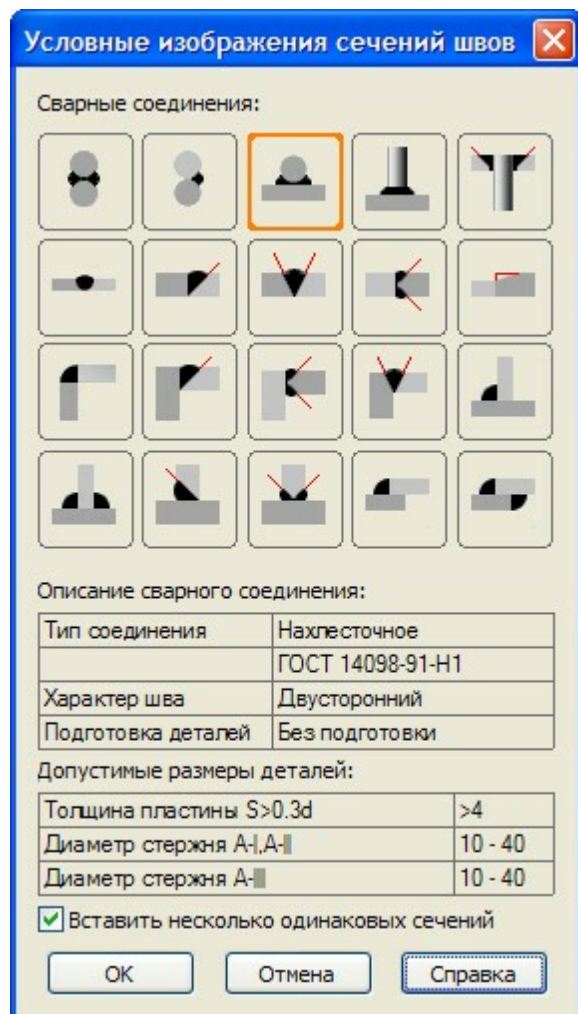 Условные изображения сечений швов
Сварные соединения:
Описание сварного соединения:
Тип соединения Нахлесточное
ГОСТ 14098-91-Н1
Характер шва Двусторонний
Подготовка деталей Без подготовки
Допустимые размеры деталей:
Толщина пластины S>0.3d >4
Диаметр стержня А-|,А-|| 10 - 40
Диаметр стержня А-||| 10 - 40
Вставить несколько одинаковых сечений
ОК Отмена Справка